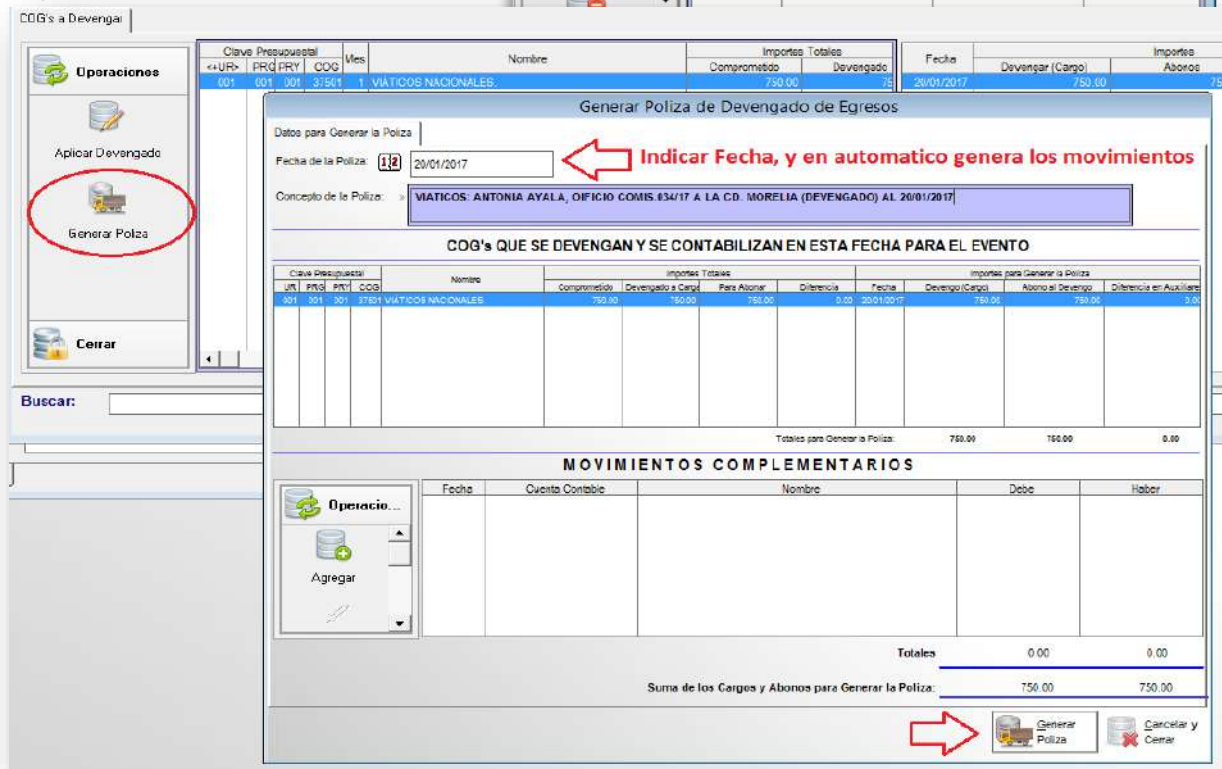 COG's a Devengar
Operaciones
Aplicar Devengado
Generar Poliza
Cerrar
Buscar:
Clave Presupuestal Mes Nombre Importes Totales Fecha Importes
<+UR> PRG PRY COG Comprometido Devengado Devengar (Cargo) Abonos
001 001 001 37501 1 VIÁTICOS NACIONALES. 750.00 75 20/01/2017 750.00 75
Generar Poliza de Devengado de Egresos
Datos para Generar la Poliza
Fecha de la Poliza: 20/01/2017
Indicar Fecha, y en automatico genera los movimientos
Concepto de la Poliza: » VIATICOS: ANTONIA AYALA, OIFICIO COMIS.034/17 A LA CD. MORELIA (DEVENGADO) AL 20/01/2017
COG's QUE SE DEVENGAN Y SE CONTABILIZAN EN ESTA FECHA PARA EL EVENTO
Clave Presupuestal Nombre Importes Totales Importes para Generar la Poliza
UR PRG PRY COG Comprometido Devengado a Cargo Para Abonar Diferencia Fecha Devengo (Cargo) Abono al Devengo Diferencia en Auxiliare
001 001 001 37501 VIÁTICOS NACIONALES. 750.00 750.00 750.00 0.00 20/01/2017 750.00 750.00 0.00
Totales para Generar la Poliza: 750.00 750.00 0.00
MOVIMIENTOS COMPLEMENTARIOS
Operacio...
Agregar
Fecha Cuenta Contable Nombre Debe Haber
Totales 0.00 0.00
Suma de los Cargos y Abonos para Generar la Poliza: 750.00 750.00
Generar Poliza
Cancelar y Cerrar